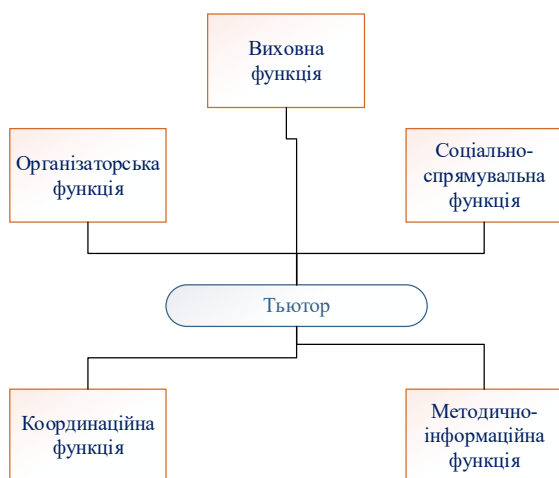 Виховна
функція
Організаторська
функція
Соціально-
спрямувальна
функція
Тьютор
Координаційна
функція
Методично-
інформаційна
функція